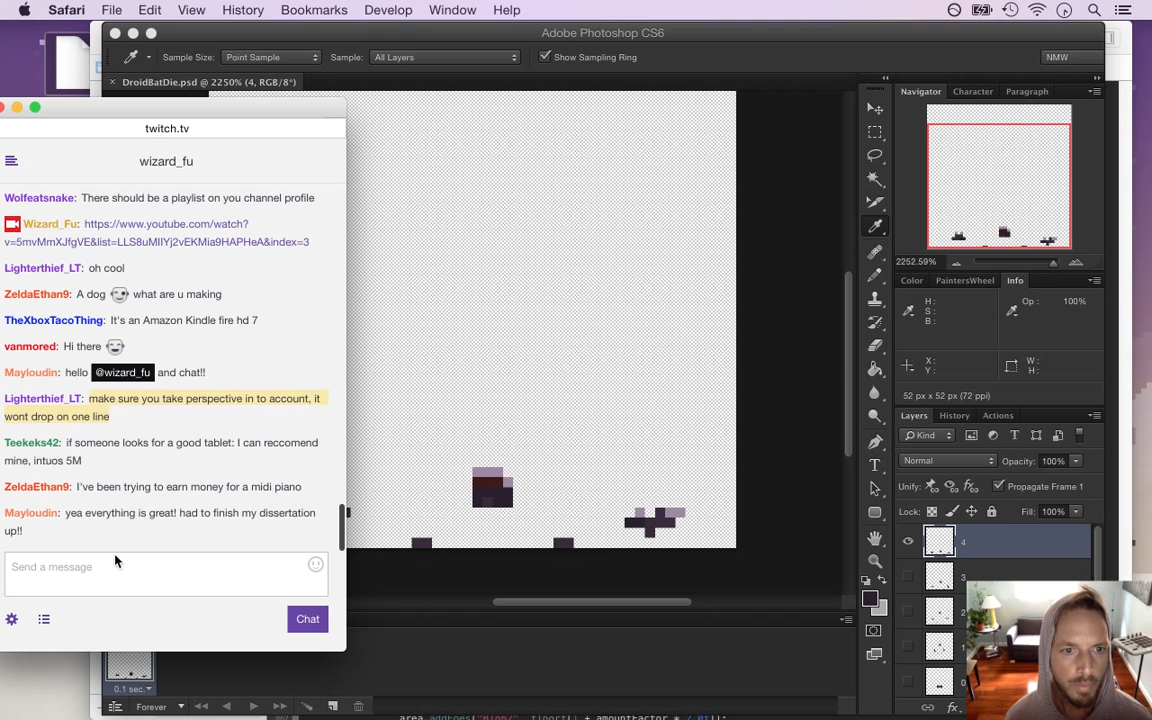 Safari File Edit View History Bookmarks Develop Window Help
Adobe Photoshop CS6
Sample Size: Point Sample Sample: All Layers Show Sampling Ring NMW
× DroidBatDie.psd @ 2250% (4, RGB/8*)
twitch.tv
wizard_fu
Wolfeatsnake: There should be a playlist on you channel profile
Wizard_Fu: https://www.youtube.com/watch?
v=5mvMmXJfgVE&list=LLS8uMIIYj2vEKMia9HAPHeA&index=3
Lighterthief_LT: oh cool
ZeldaEthan9: A dog what are u making
TheXboxTacoThing: It's an Amazon Kindle fire hd 7
vanmored: Hi there
Mayloudin: hello @wizard_fu and chat!!
Lighterthief_LT: make sure you take perspective in to account, it
wont drop on one line
Teekeks42: if someone looks for a good tablet: I can reccomend
mine, intuos 5M
ZeldaEthan9: I've been trying to earn money for a midi piano
Mayloudin: yea everything is great! had to finish my dissertation
up!!
Send a message
Chat
0.1 sec.
Forever
Navigator Character Paragraph
2252.59%
Color PaintersWheel Info
H:
S:
B:
Op: 100%
X:
Y:
W:
H:
52 px x 52 px (72 ppi)
Layers History Actions
Kind
Normal Opacity: 100%
Unify: Propagate Frame 1
Lock: Fill: 100%
4
3
2
1
0
area.addFoes("Blob2", floorf() + amountFactor * 2.0f);